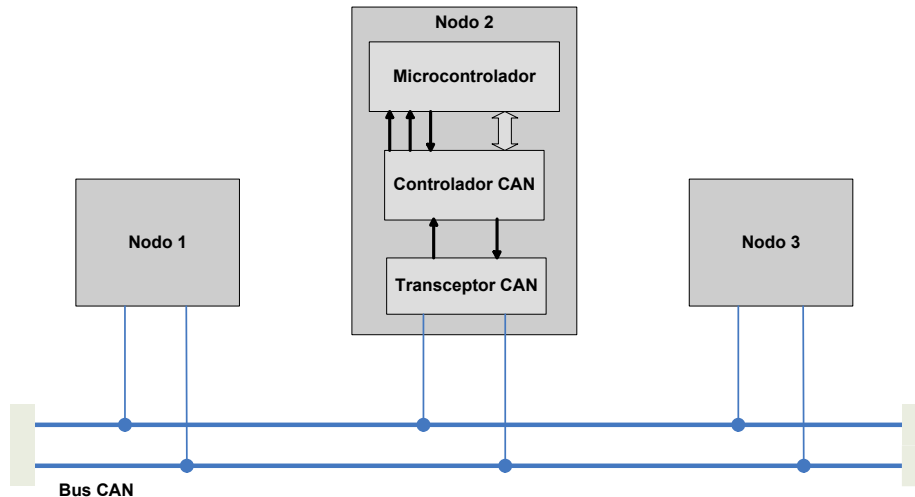 Nodo 2
Microcontrolador
Controlador CAN
Nodo 1
Nodo 3
Transceptor CAN
Bus CAN